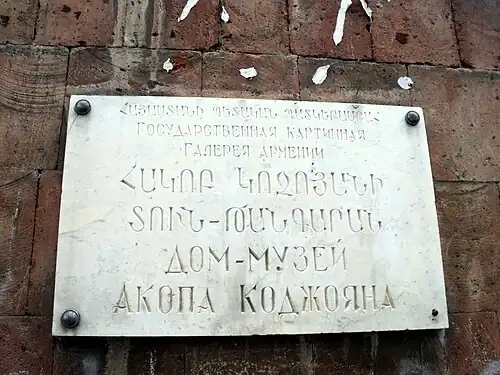 ՀԱՅԱՍՏԱՆԻ ՊԵՏԱԿԱՆ ՊԱՏԿԵՐԱՍՐԱՀ
ГОСУДАРСТВЕННАЯ КАРТИННАЯ
ГАЛЕРЕЯ АРМЕНИИ
ՀԱԿՈԲ ԿՈՋՈՅԱՆԻ
ՏՈՒՆ-ԹԱՆԳԱՐԱՆ
ДОМ-МУЗЕЙ
АКОПА КОДЖОЯНА